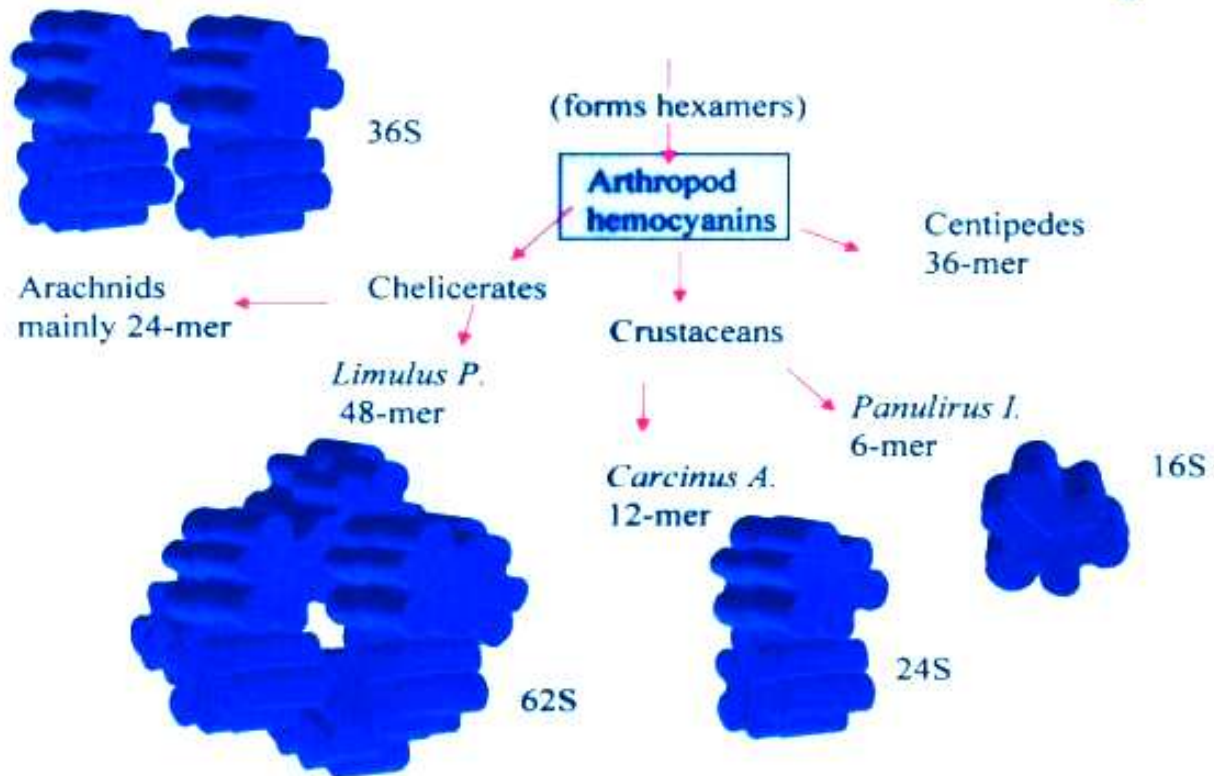 (forms hexamers)
36S
Arthropod
hemocyanins
Centipedes
36-mer
Arachnids
mainly 24-mer
Chelicerates
Crustaceans
Limulus P.
48-mer
Panulirus I.
6-mer
16S
Carcinus A.
12-mer
24S
62S